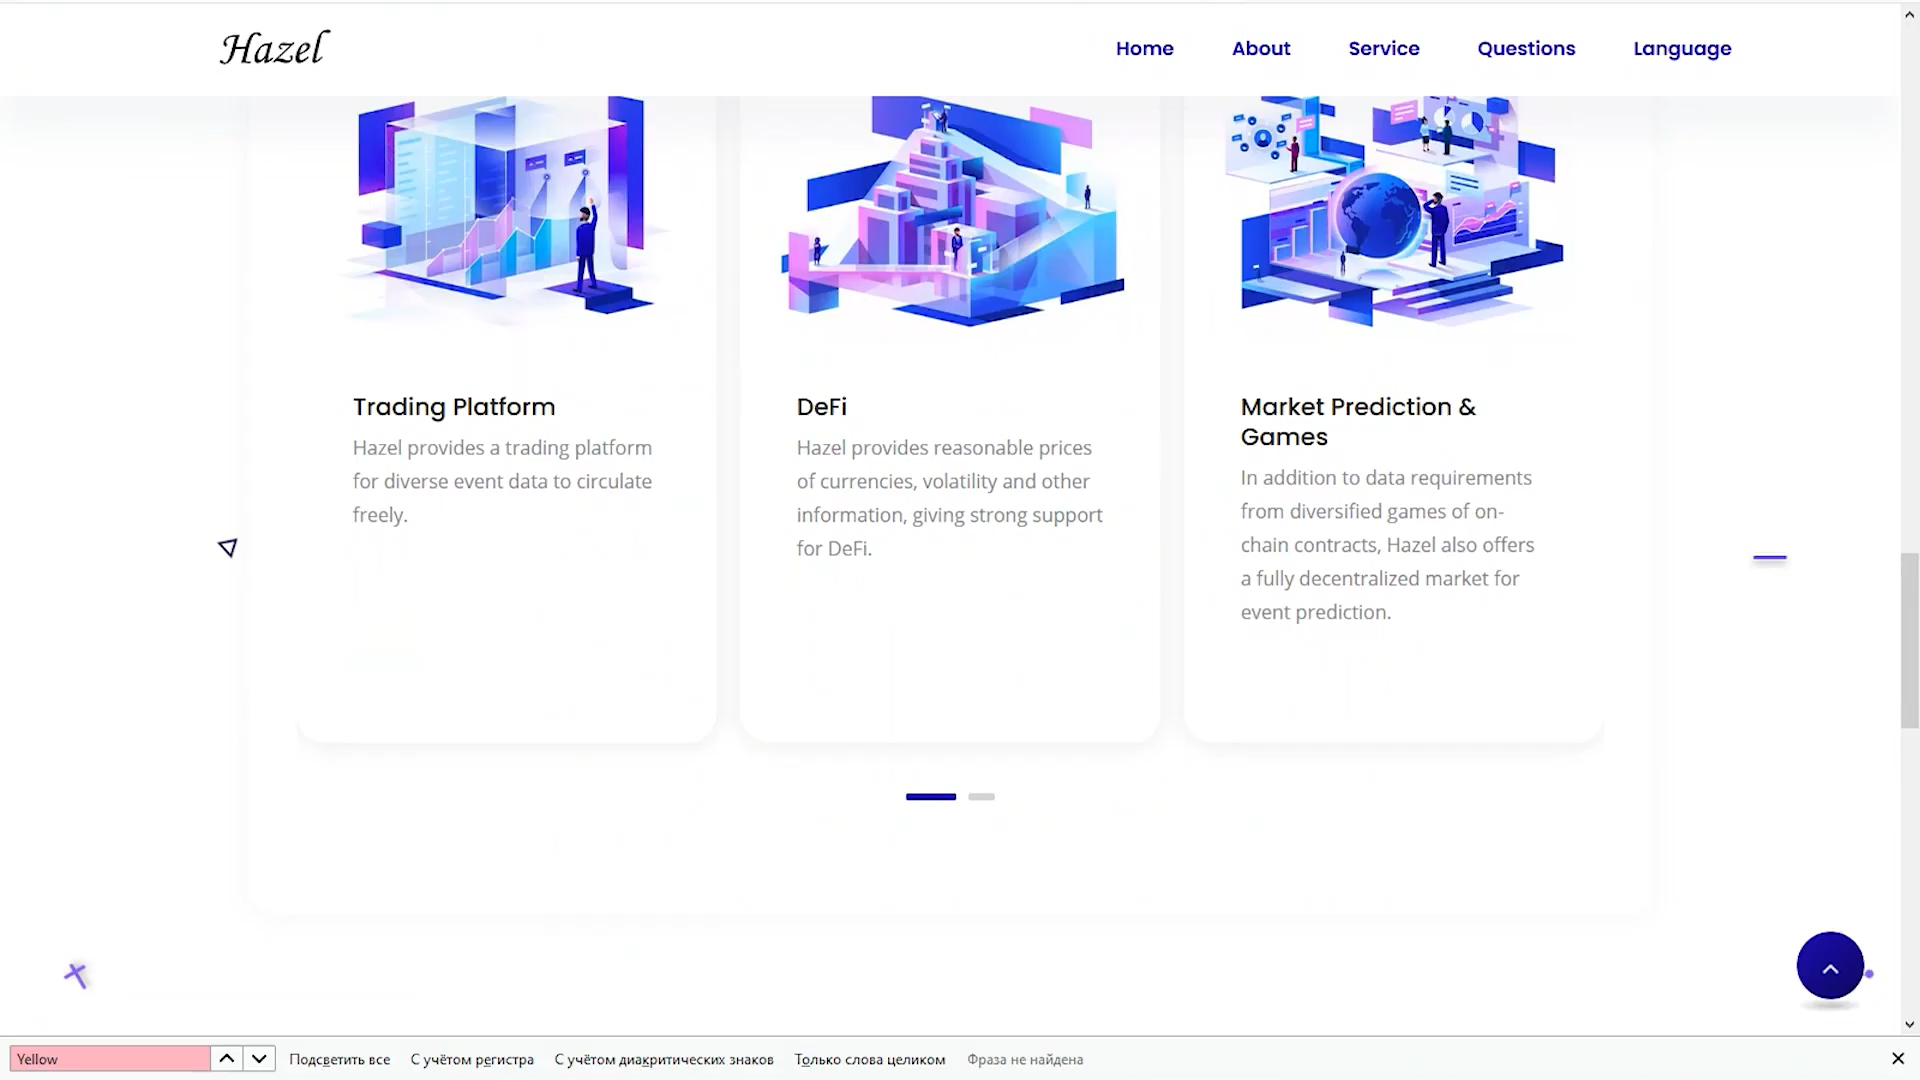 Hazel
Home About Service Questions Language
Trading Platform
Hazel provides a trading platform
for diverse event data to circulate
freely.
DeFi
Hazel provides reasonable prices
of currencies, volatility and other
information, giving strong support
for DeFi.
Market Prediction &
Games
In addition to data requirements
from diversified games of on-
chain contracts, Hazel also offers
a fully decentralized market for
event prediction.
Yellow Подсветить все С учётом регистра С учётом диакритических знаков Только слова целиком Фраза не найдена